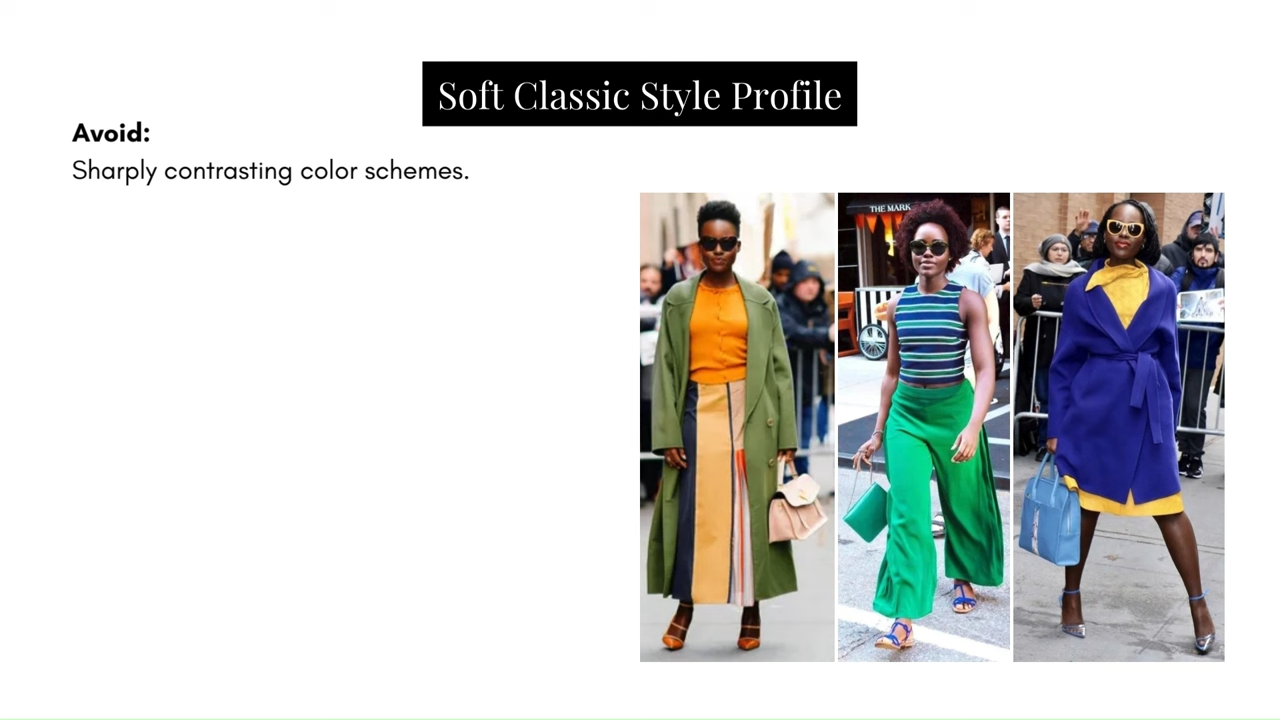 Soft Classic Style Profile
Avoid:
Sharply contrasting color schemes.
THE MARK